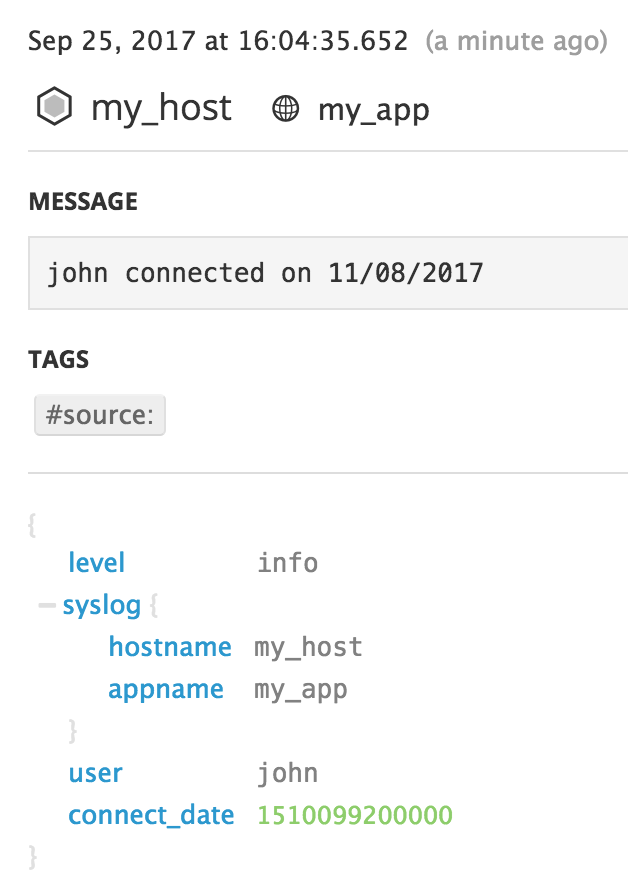 Sep 25, 2017 at 16:04:35.652 (a minute ago)
my_host my_app
MESSAGE
john connected on 11/08/2017
TAGS
#source:
{
level info
syslog {
hostname my_host
appname my_app
}
user john
connect_date 1510099200000
}